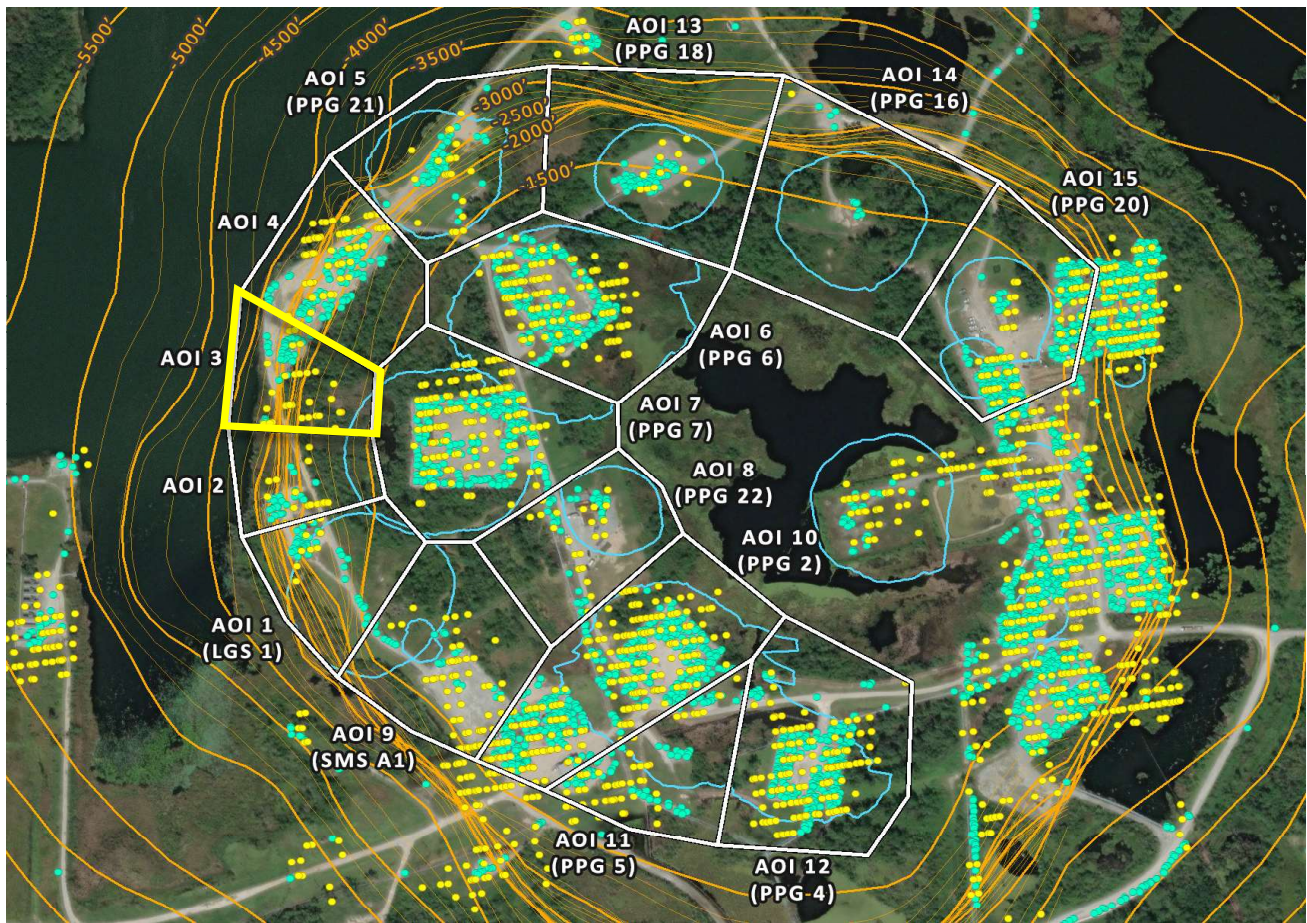 -5500'
-5000'
-4500'
-4000'
-3500'
-3000'
-2500'
-2000'
-1500'
AOI 13
(PPG 18)
AOI 5
(PPG 21)
AOI 14
(PPG 16)
AOI 15
(PPG 20)
AOI 4
AOI 3
AOI 6
(PPG 6)
AOI 7
(PPG 7)
AOI 2
AOI 8
(PPG 22)
AOI 10
(PPG 2)
AOI 1
(LGS 1)
AOI 9
(SMS A1)
AOI 11
(PPG 5)
AOI 12
(PPG 4)